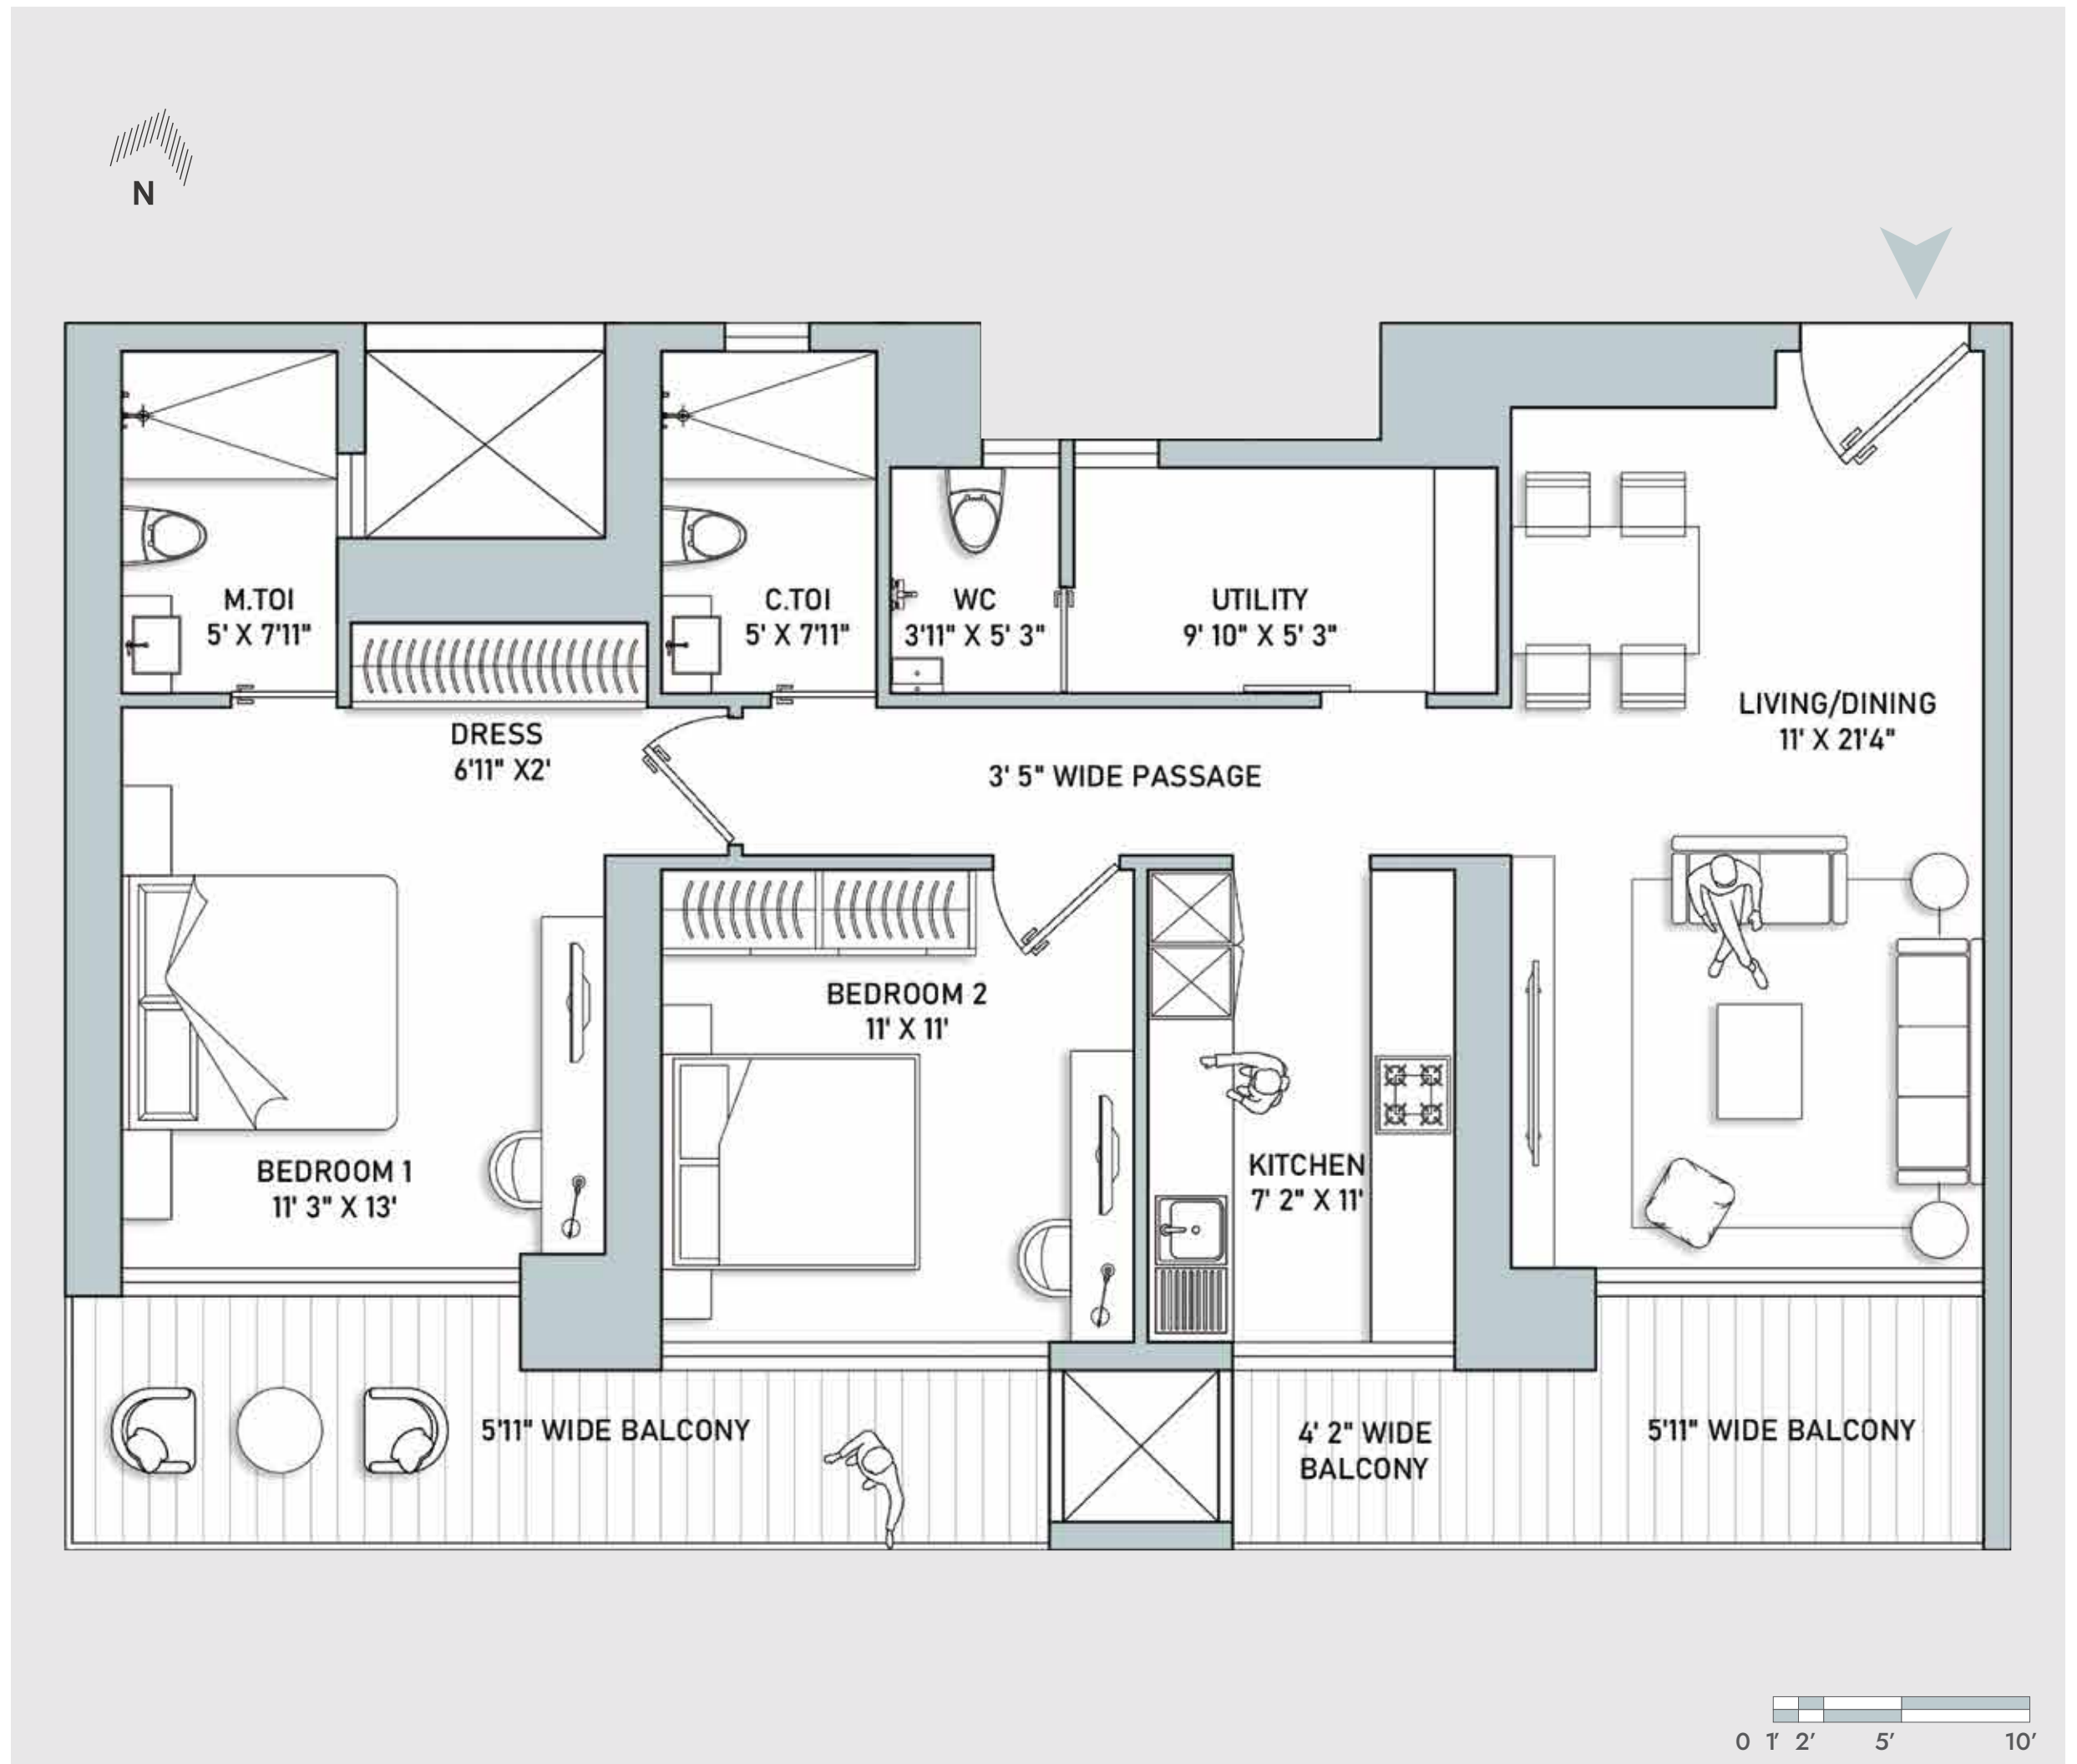 N
M.TOI
5' X 7'11"
C.TOI
5' X 7'11"
WC
3'11" X 5' 3"
UTILITY
9' 10" X 5' 3"
LIVING/DINING
11' X 21'4"
DRESS
6'11" X2'
3' 5" WIDE PASSAGE
BEDROOM 2
11' X 11'
BEDROOM 1
11' 3" X 13'
KITCHEN
7' 2" X 11'
5'11" WIDE BALCONY
4' 2" WIDE
BALCONY
5'11" WIDE BALCONY
0 1' 2' 5' 10'